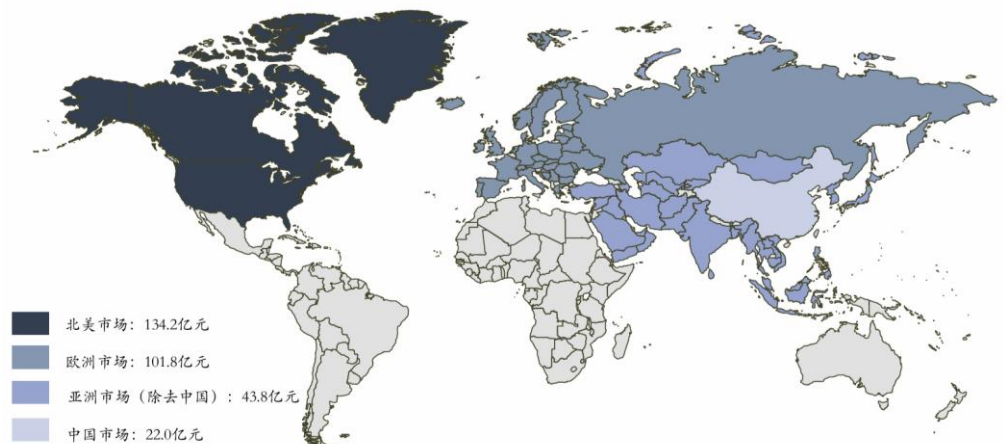 北美市场: 134.2亿元
欧洲市场: 101.8亿元
亚洲市场（除去中国）: 43.8亿元
中国市场: 22.0亿元